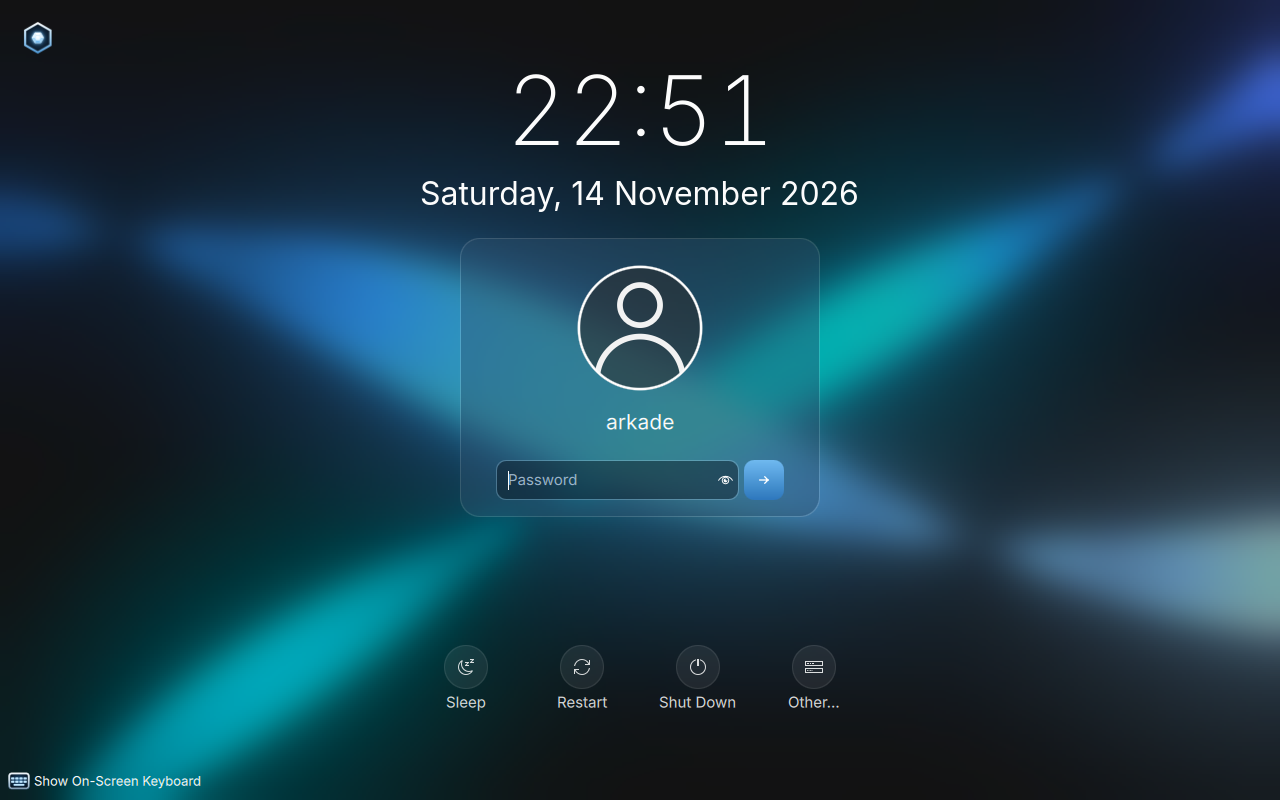 22:51
Saturday, 14 November 2026
arkade
Password
Sleep
Restart
Shut Down
Other...
Show On-Screen Keyboard